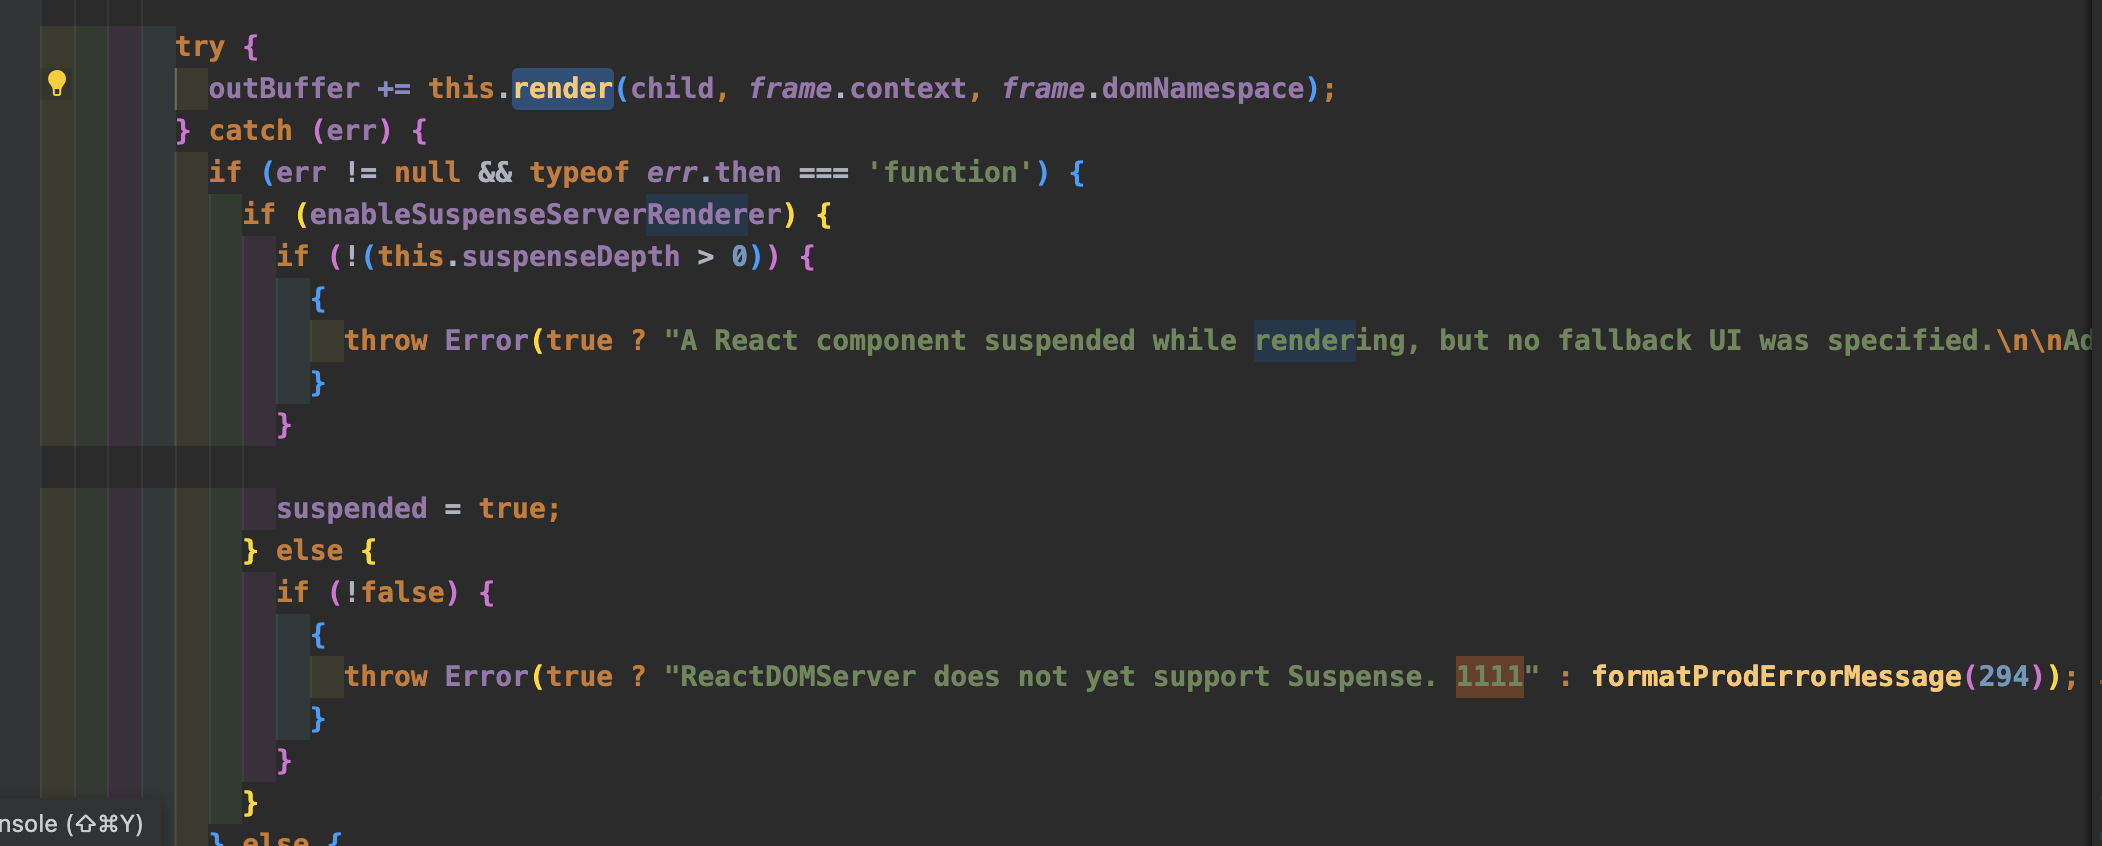 try {
outBuffer += this.render(child, frame.context, frame.domNamespace);
} catch (err) {
if (err != null && typeof err.then === 'function') {
if (enableSuspenseServerRenderer) {
if (!(this.suspenseDepth > 0)) {
{
throw Error(true ? "A React component suspended while rendering, but no fallback UI was specified.\n\nAd
}
}
suspended = true;
} else {
if (!false) {
{
throw Error(true ? "ReactDOMServer does not yet support Suspense. 1111" : formatProdErrorMessage(294));
}
}
}
} else {
nsole (⇧⌘Y)